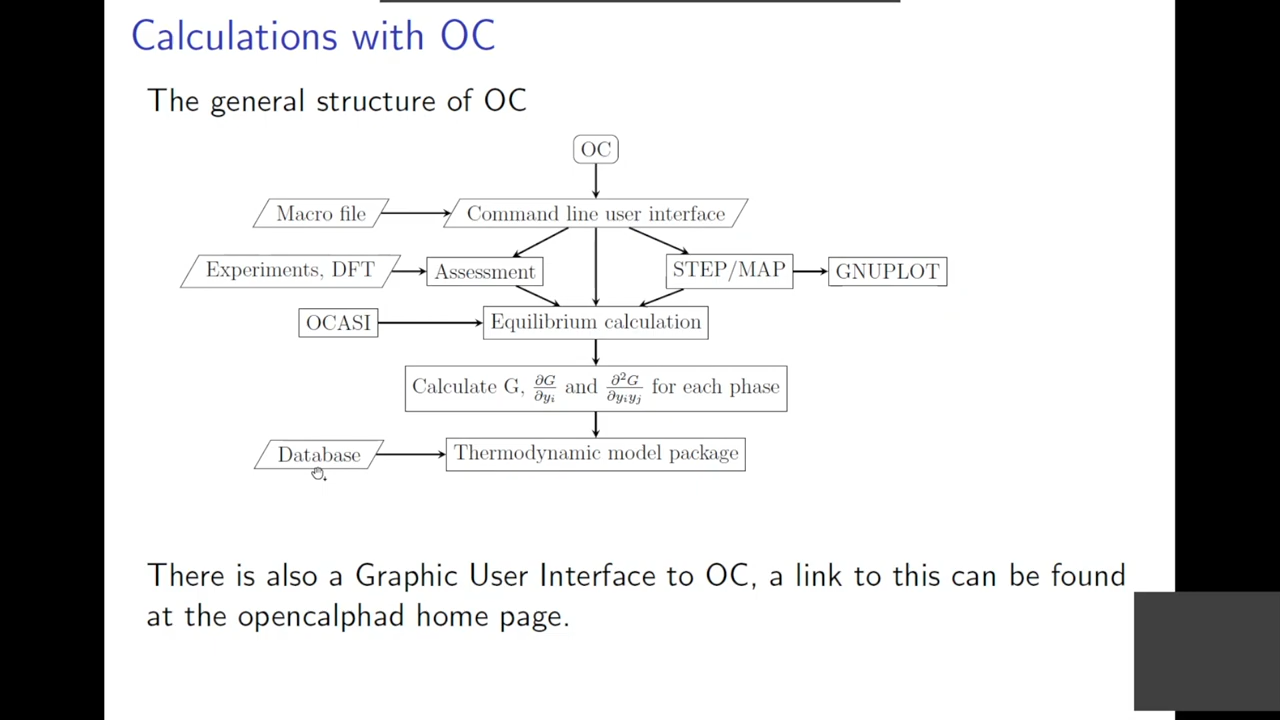 Calculations with OC
The general structure of OC
OC
Macro file
Command line user interface
Experiments, DFT
Assessment
STEP/MAP
GNUPLOT
OCASI
Equilibrium calculation
Calculate G, ∂G/∂yᵢ and ∂²G/∂yᵢyⱼ for each phase
Database
Thermodynamic model package
There is also a Graphic User Interface to OC, a link to this can be found
at the opencalphad home page.